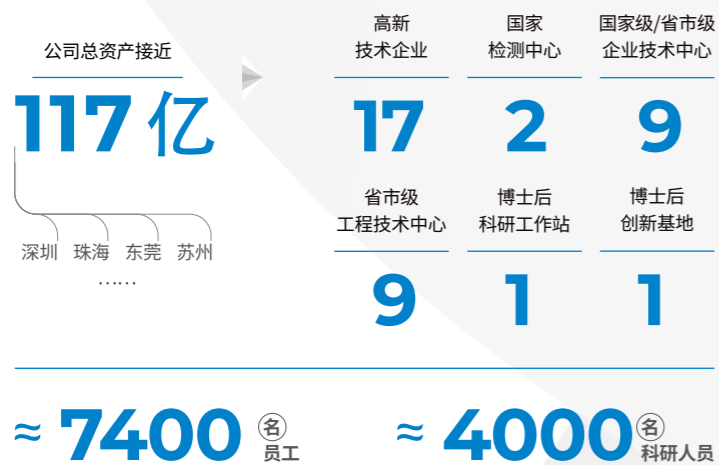 公司总资产接近
117 亿
深圳 珠海 东莞 苏州
……
高新
技术企业
17
国家
检测中心
2
国家级/省市级
企业技术中心
9
省市级
工程技术中心
9
博士后
科研工作站
1
博士后
创新基地
1
≈ 7400 名
员工
≈ 4000 名
科研人员